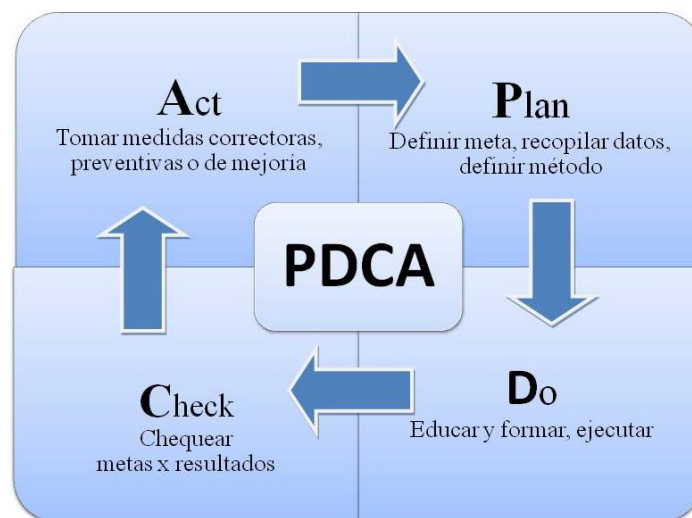 Act
Tomar medidas correctoras,
preventivas o de mejoria
Plan
Definir meta, recopilar datos,
definir método
PDCA
Check
Chequear
metas x resultados
Do
Educar y formar, ejecutar